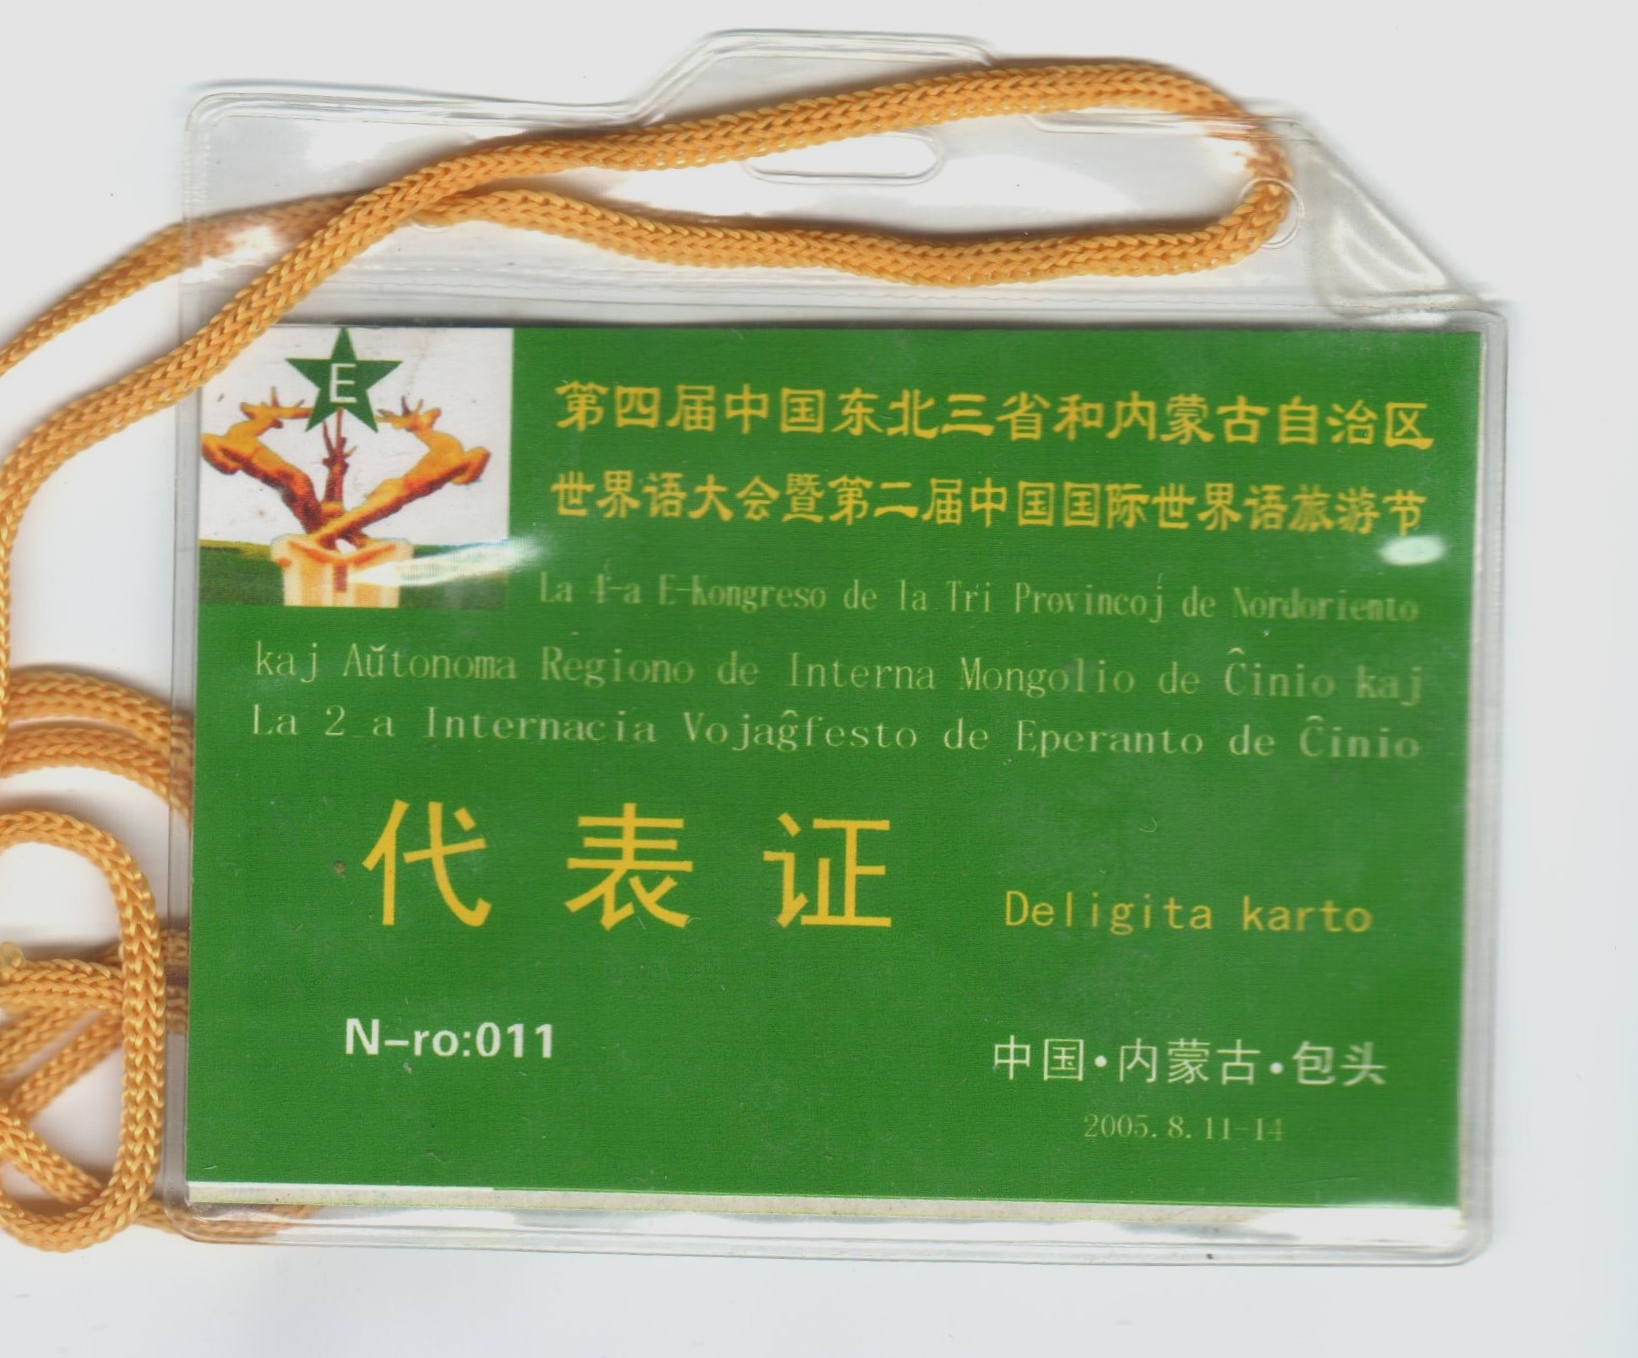 E
第四届中国东北三省和内蒙古自治区
世界语大会暨第二届中国国际世界语旅游节
La 4-a E-Kongreso de la Tri Provincoj de Nordoriento
kaj Aŭtonoma Regiono de Interna Mongolio de Ĉinio kaj
La 2 a Internacia Vojaĝfesto de Eperanto de Ĉinio
代表证 Deligita karto
N-ro:011
中国·内蒙古·包头
2005.8.11-14